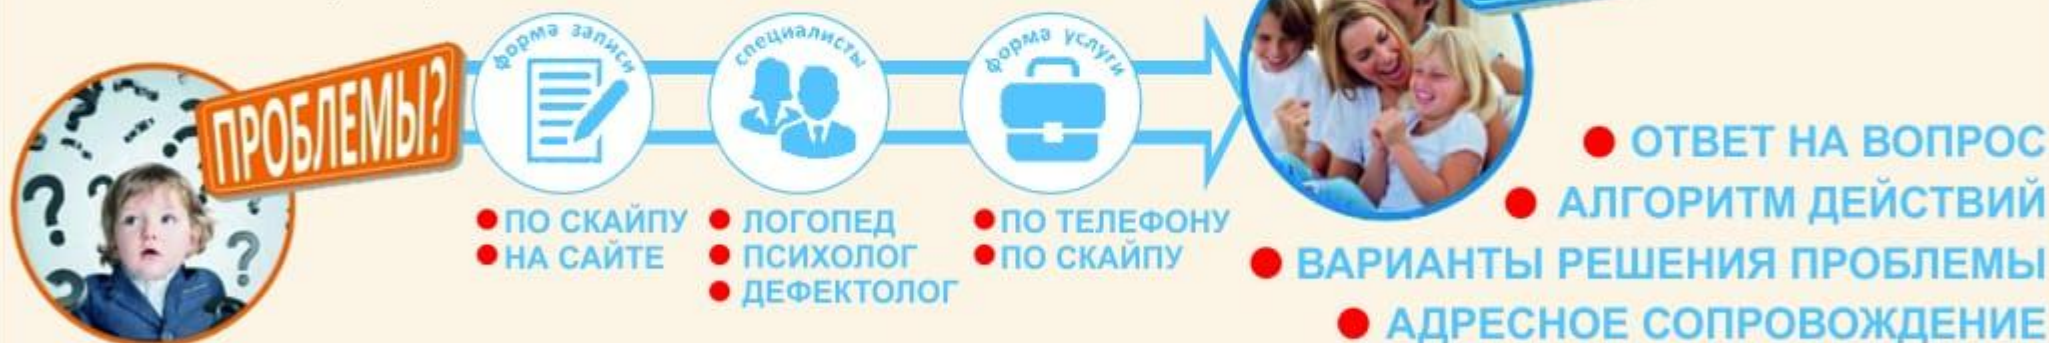 ПРОБЛЕМЫ?
форма записи
ПО СКАЙПУ
НА САЙТЕ
специалисты
ЛОГОПЕД
ПСИХОЛОГ
ДЕФЕКТОЛОГ
форма услуги
ПО ТЕЛЕФОНУ
ПО СКАЙПУ
ОТВЕТ НА ВОПРОС
АЛГОРИТМ ДЕЙСТВИЙ
ВАРИАНТЫ РЕШЕНИЯ ПРОБЛЕМЫ
АДРЕСНОЕ СОПРОВОЖДЕНИЕ